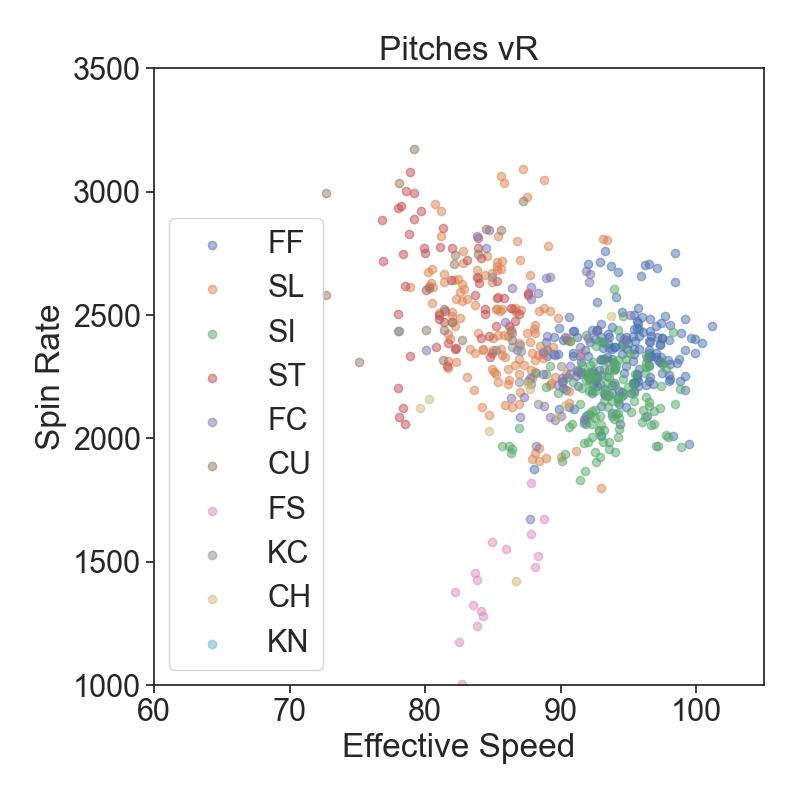 Pitches vR
3500
3000
2500
2000
1500
1000
Spin Rate
FF
SL
SI
ST
FC
CU
FS
KC
CH
KN
60 70 80 90 100
Effective Speed